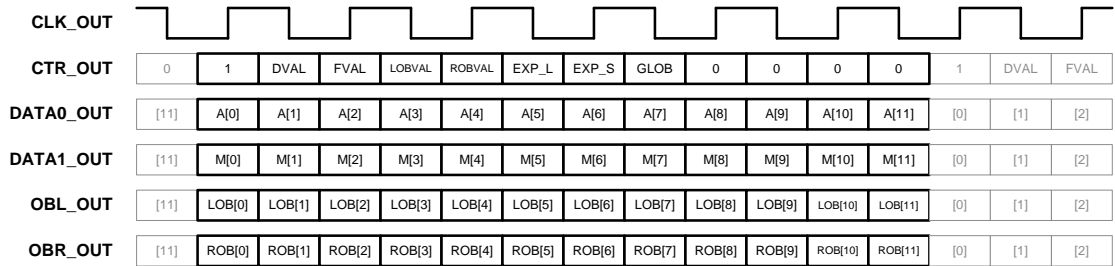 CLK_OUT
CTR_OUT 0 1 DVAL FVAL LOBVAL ROBVAL EXP_L EXP_S GLOB 0 0 0 0 1 DVAL FVAL
DATA0_OUT [11] A[0] A[1] A[2] A[3] A[4] A[5] A[6] A[7] A[8] A[9] A[10] A[11] [0] [1] [2]
DATA1_OUT [11] M[0] M[1] M[2] M[3] M[4] M[5] M[6] M[7] M[8] M[9] M[10] M[11] [0] [1] [2]
OBL_OUT [11] LOB[0] LOB[1] LOB[2] LOB[3] LOB[4] LOB[5] LOB[6] LOB[7] LOB[8] LOB[9] LOB[10] LOB[11] [0] [1] [2]
OBR_OUT [11] ROB[0] ROB[1] ROB[2] ROB[3] ROB[4] ROB[5] ROB[6] ROB[7] ROB[8] ROB[9] ROB[10] ROB[11] [0] [1] [2]